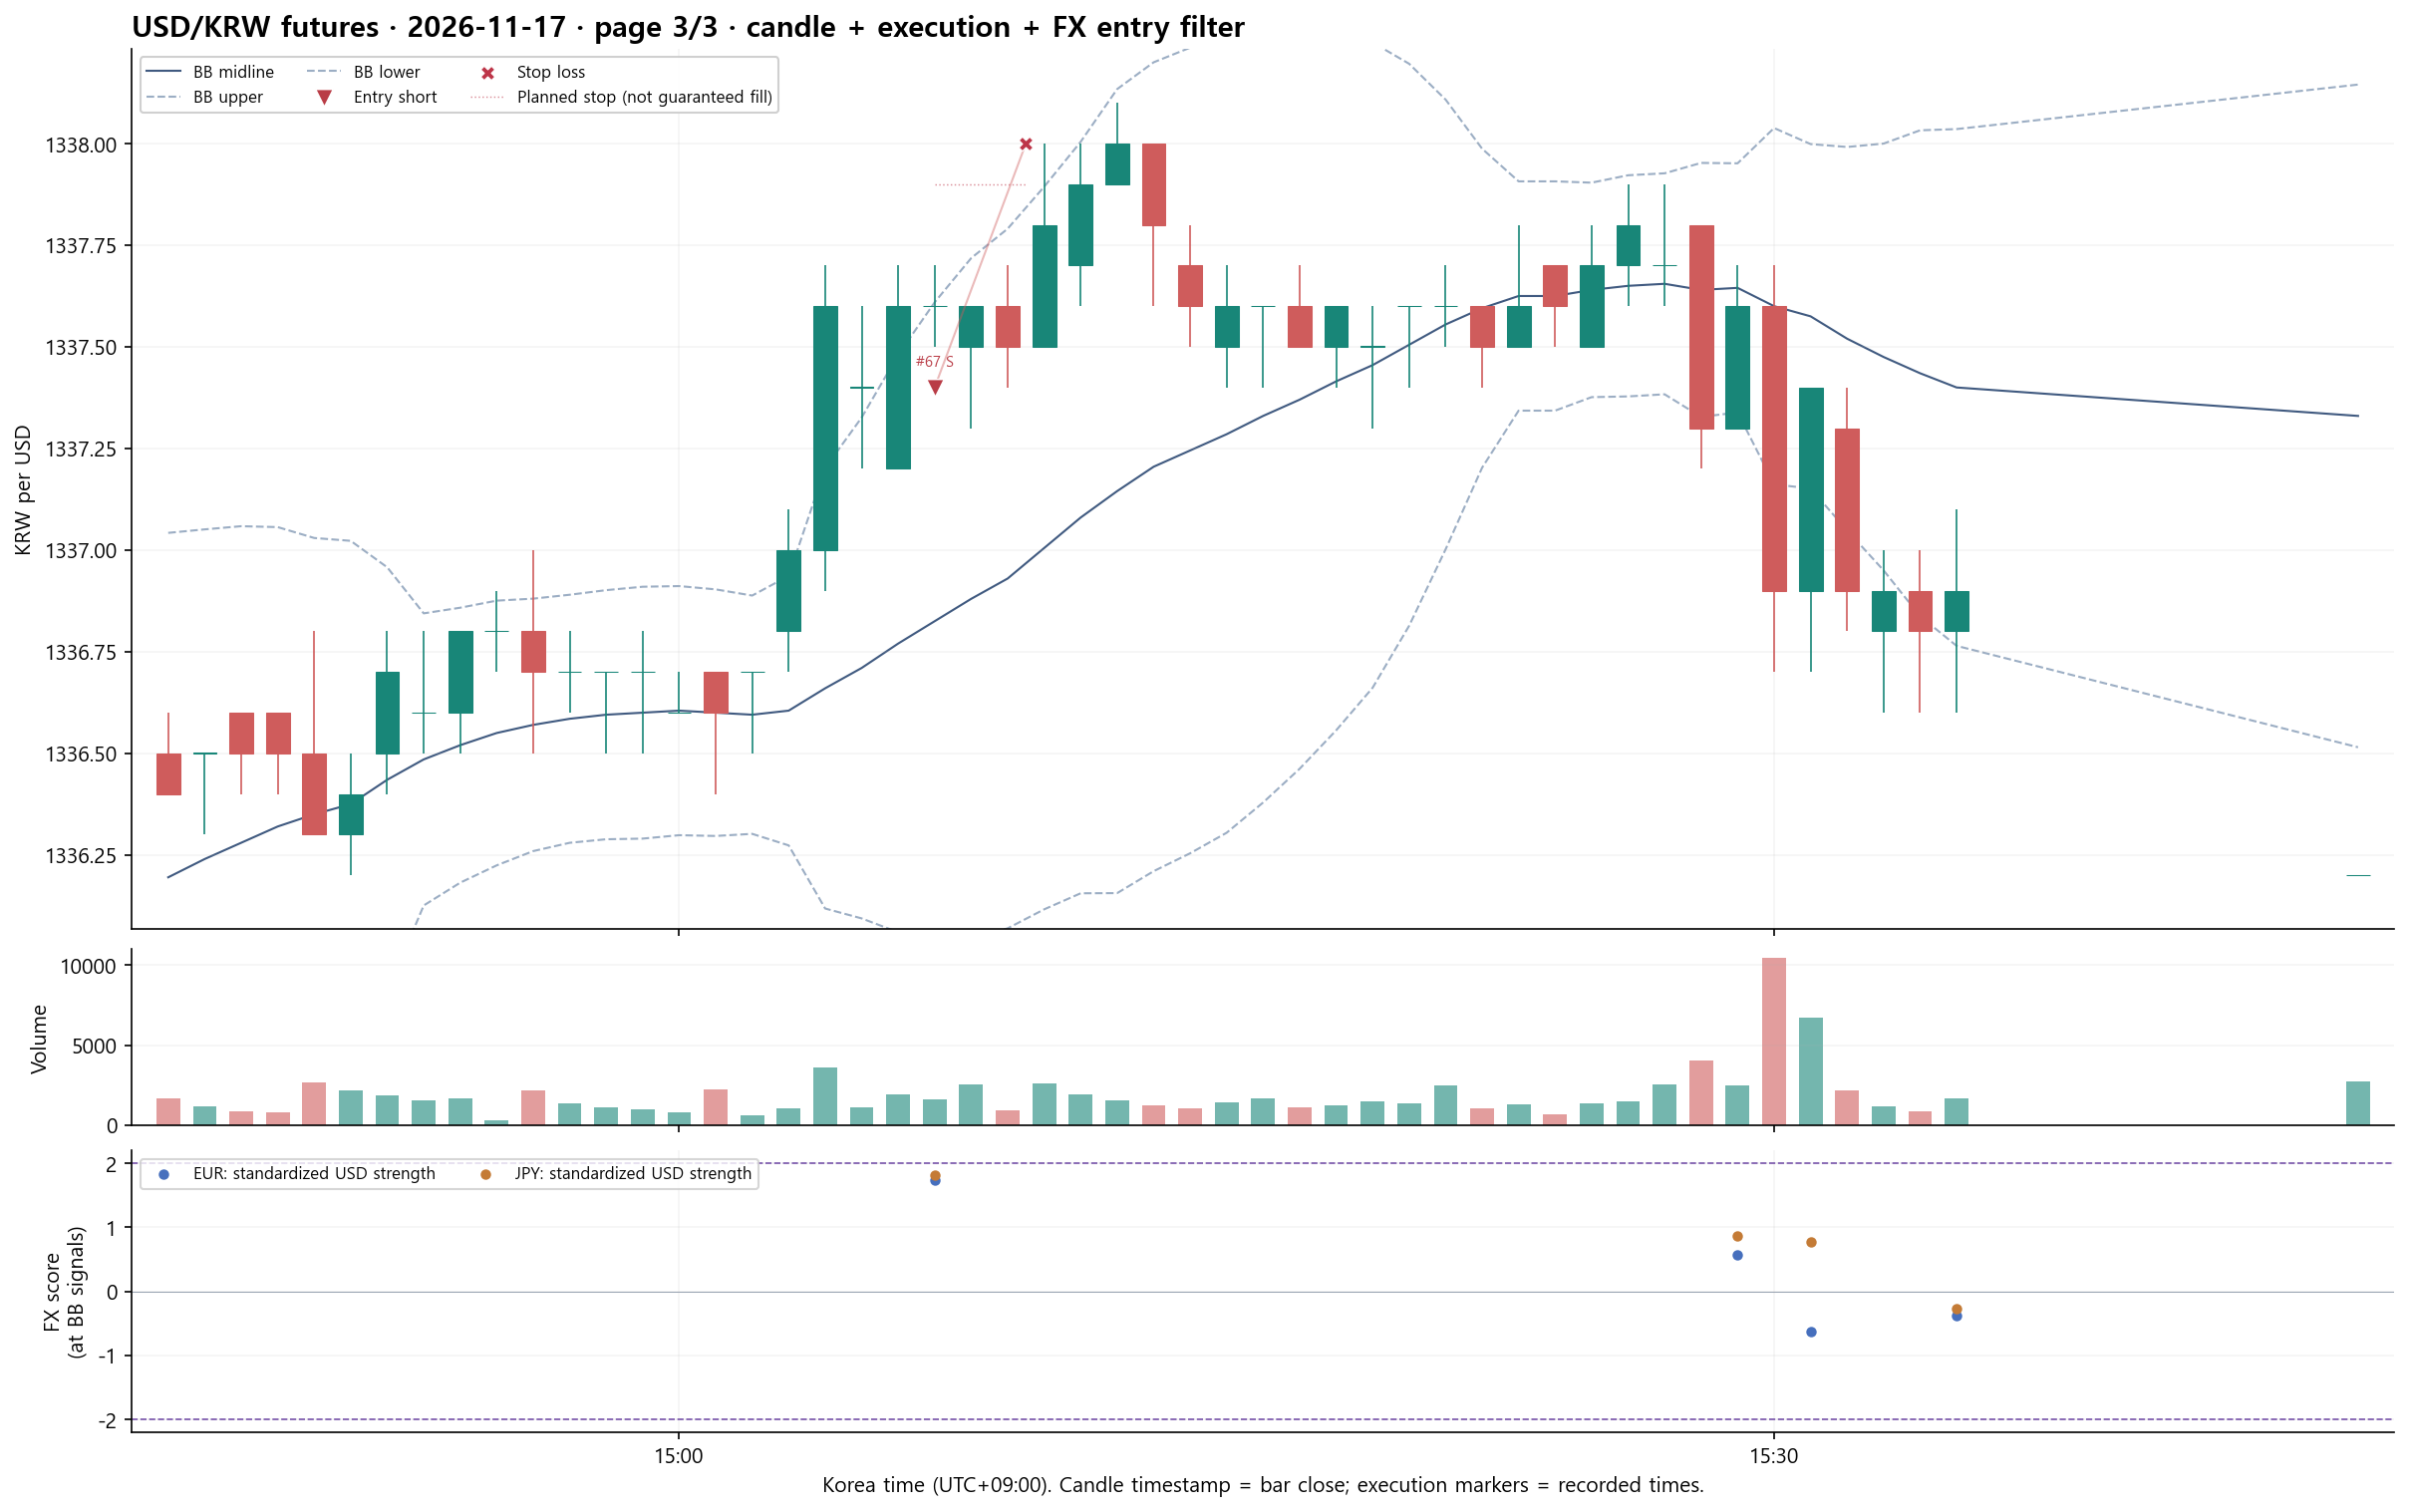 USD/KRW futures · 2026-11-17 · page 3/3 · candle + execution + FX entry filter
BB midline
BB upper
BB lower
Entry short
Stop loss
Planned stop (not guaranteed fill)
KRW per USD
1338.00
1337.75
1337.50
1337.25
1337.00
1336.75
1336.50
1336.25
#67 S
Volume
10000
5000
0
EUR: standardized USD strength
JPY: standardized USD strength
FX score
(at BB signals)
2
1
0
-1
-2
15:00
15:30
Korea time (UTC+09:00). Candle timestamp = bar close; execution markers = recorded times.